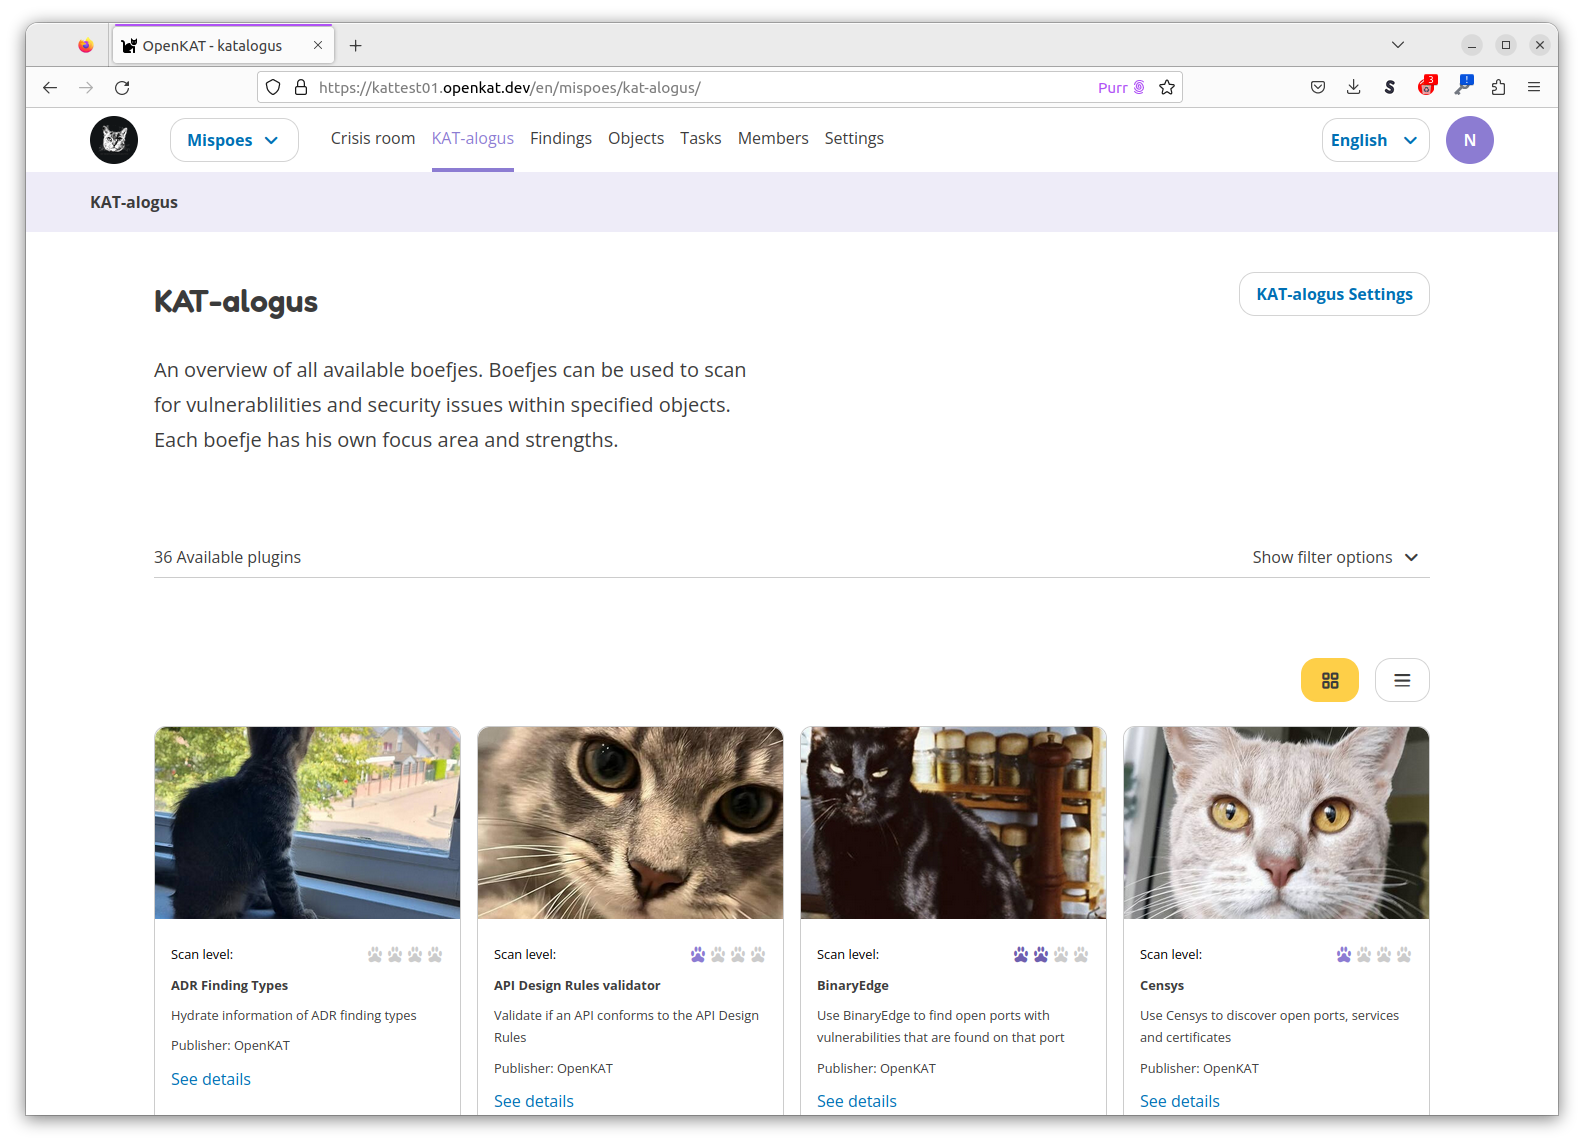 OpenKAT - katalogus
https://kattest01.openkat.dev/en/mispoes/kat-alogus/
Purr
S
3
!
Mispoes
Crisis room
KAT-alogus
Findings
Objects
Tasks
Members
Settings
English
N
KAT-alogus
KAT-alogus
KAT-alogus Settings
An overview of all available boefjes. Boefjes can be used to scan
for vulnerablilities and security issues within specified objects.
Each boefje has his own focus area and strengths.
36 Available plugins
Show filter options
Scan level:
ADR Finding Types
Hydrate information of ADR finding types
Publisher: OpenKAT
See details
Scan level:
API Design Rules validator
Validate if an API conforms to the API Design
Rules
Publisher: OpenKAT
See details
Scan level:
BinaryEdge
Use BinaryEdge to find open ports with
vulnerabilities that are found on that port
Publisher: OpenKAT
See details
Scan level:
Censys
Use Censys to discover open ports, services
and certificates
Publisher: OpenKAT
See details